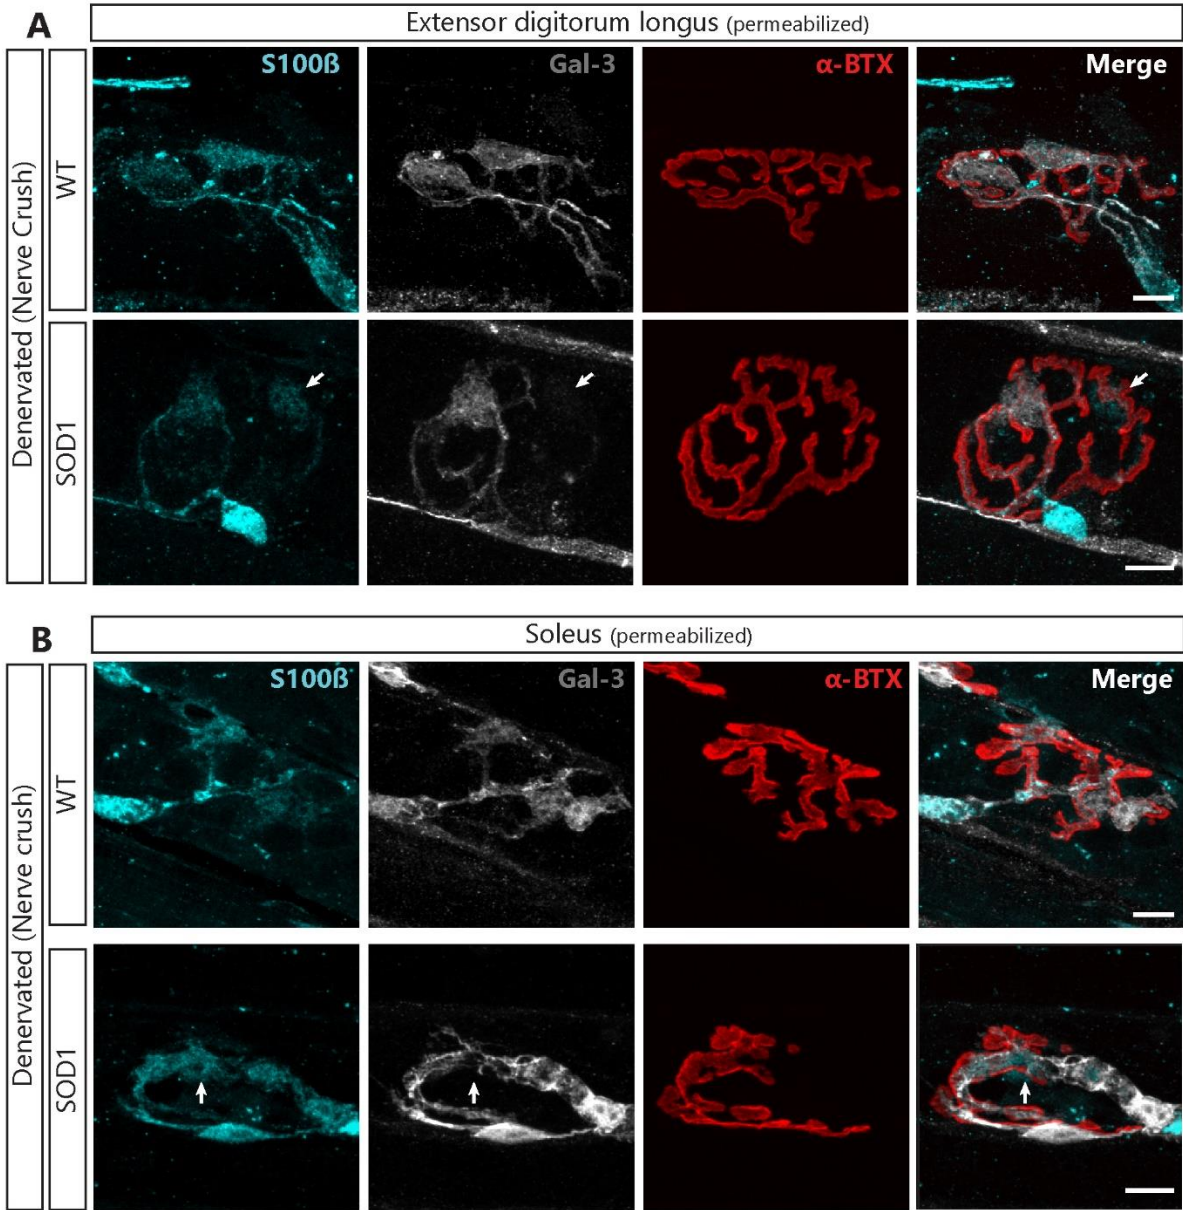 A
Extensor digitorum longus (permeabilized)
Denervated (Nerve Crush)
WT
S100ß
Gal-3
α-BTX
Merge
SOD1
B
Soleus (permeabilized)
Denervated (Nerve crush)
WT
S100ß
Gal-3
α-BTX
Merge
SOD1